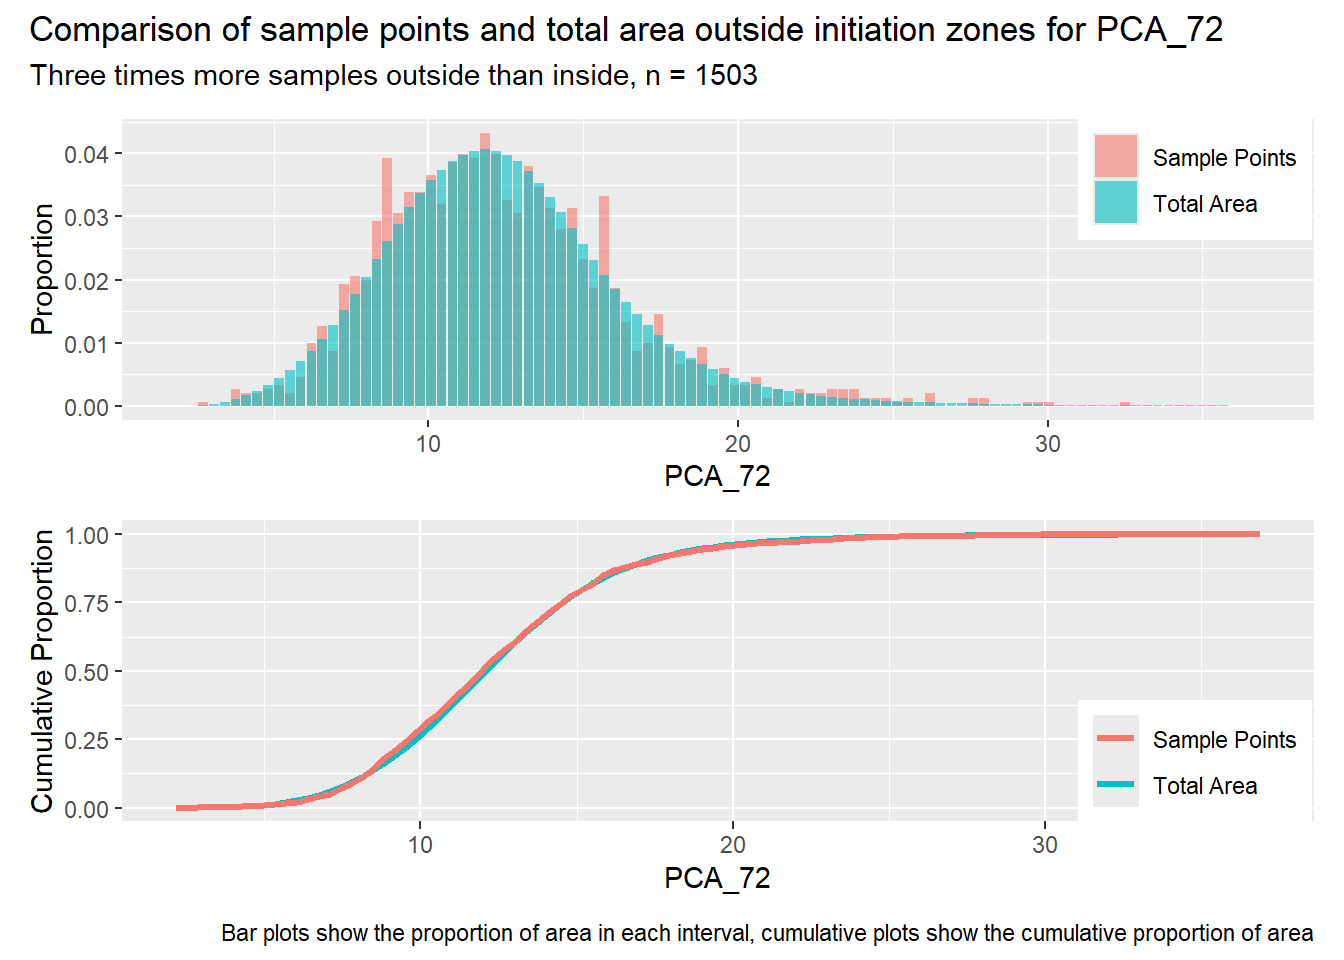 Comparison of sample points and total area outside initiation zones for PCA_72
Three times more samples outside than inside, n = 1503
Proportion
0.04
0.03
0.02
0.01
0.00
Sample Points
Total Area
10
20
30
PCA_72
Cumulative Proportion
1.00
0.75
0.50
0.25
0.00
Sample Points
Total Area
10
20
30
PCA_72
Bar plots show the proportion of area in each interval, cumulative plots show the cumulative proportion of area